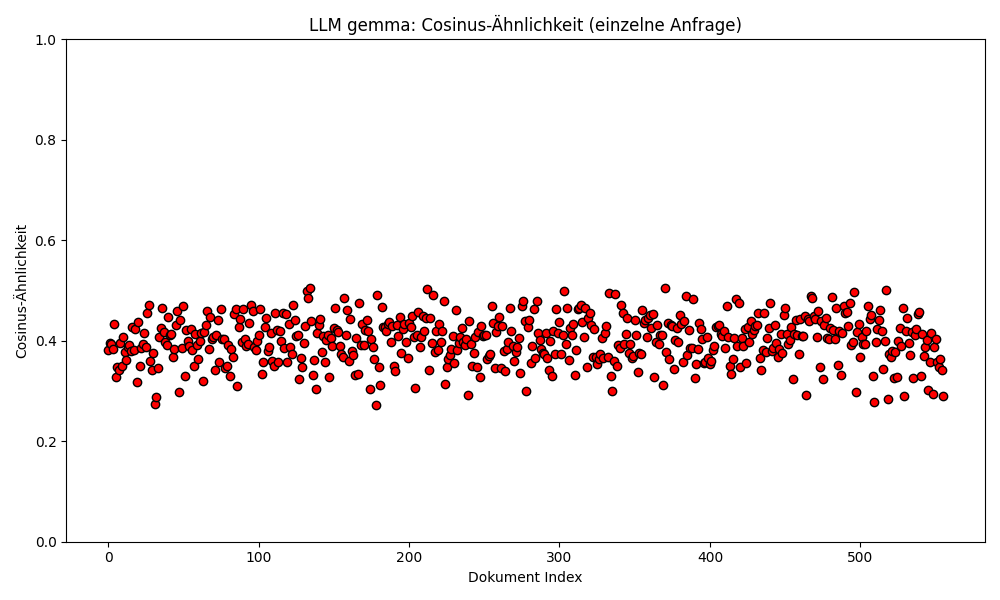 LLM gemma: Cosinus-Ähnlichkeit (einzelne Anfrage)
1.0
0.8
0.6
0.4
0.2
0.0
Cosinus-Ähnlichkeit
0 100 200 300 400 500
Dokument Index